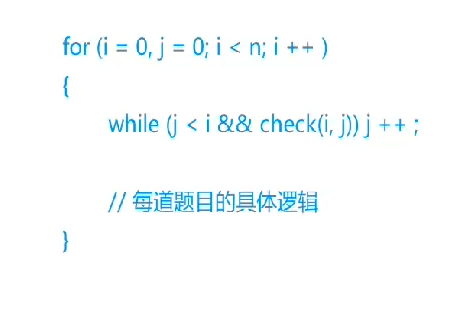 for (i = 0, j = 0; i < n; i ++ )
{
while (j < i && check(i, j)) j ++ ;
// 每道题目的具体逻辑
}